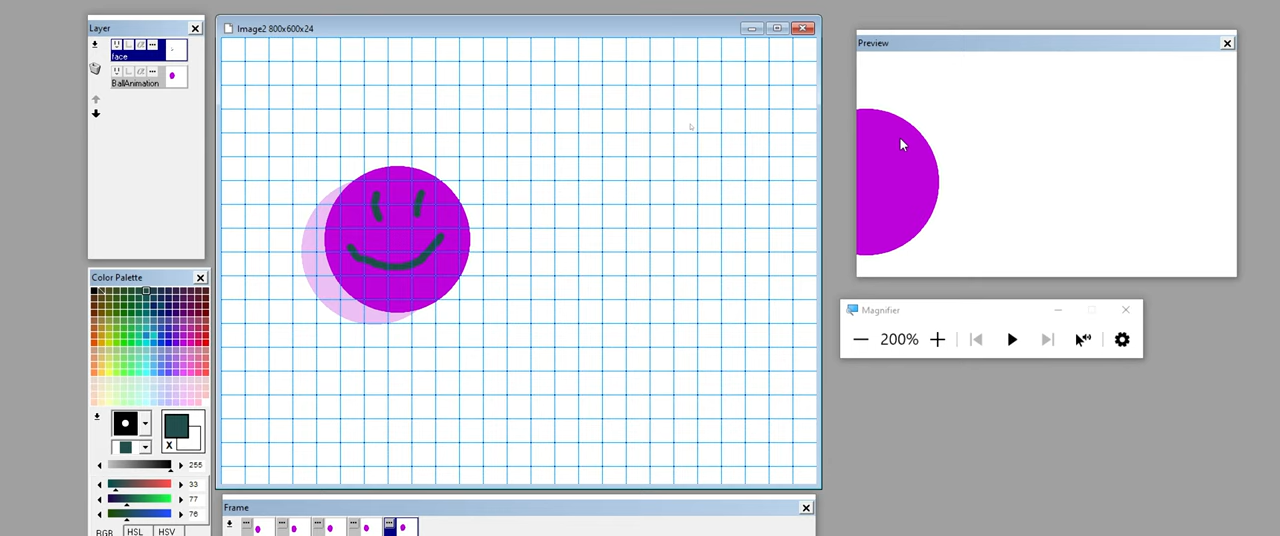 Layer
face
BallAnimation
Image2 800x600x24
Preview
Color Palette
Magnifier
200%
X
255
33
77
76
RGB HSL HSV
Frame